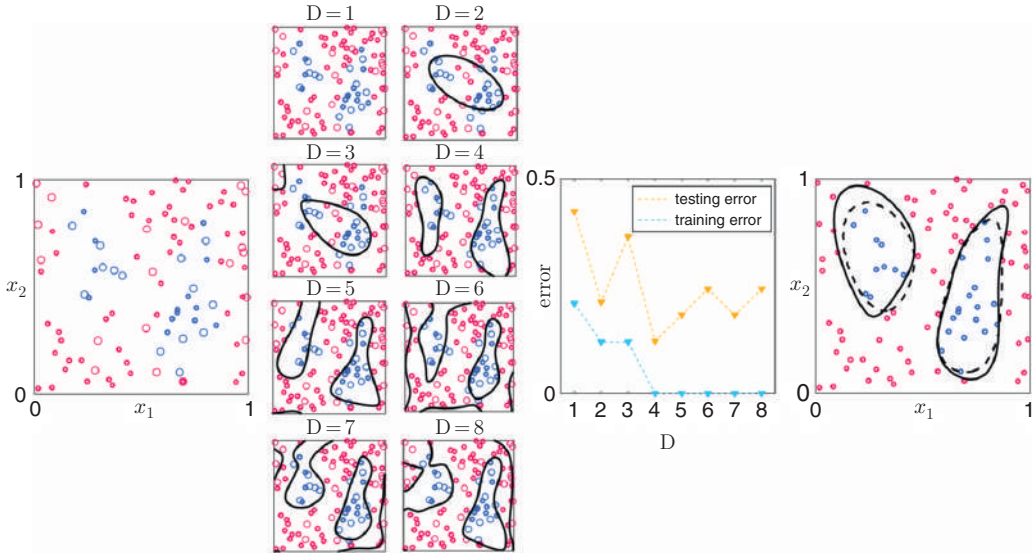 D = 1
D = 2
D = 3
D = 4
D = 5
D = 6
D = 7
D = 8
1
x₂
0
0
x₁
1
0.5
error
0
testing error
training error
1 2 3 4 5 6 7 8
D
1
x₂
0
0
x₁
1